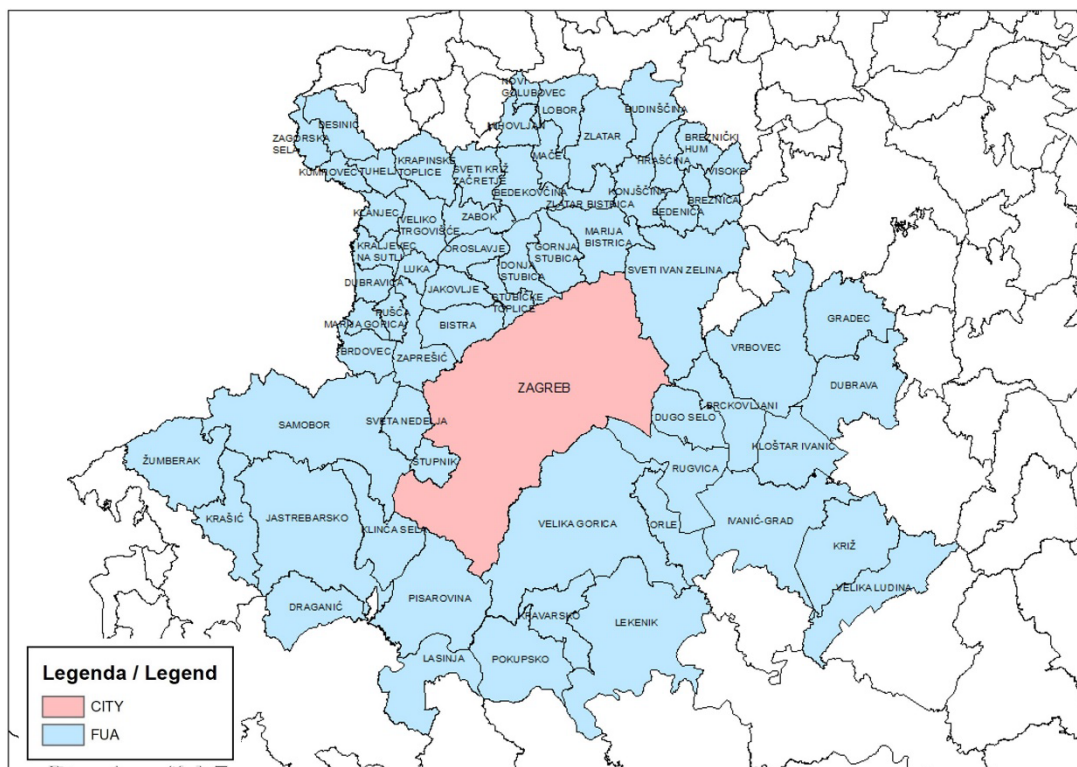 NOVI
GOLUBOVEC
LOBOR
BUDINŠČINA
DESINIĆ
MIHOVLJAN
ZLATAR
ZAGORSKA
SELA
BREZNIČKI
HUM
MAČE
HRAŠĆINA
KUMROVEC
TUHELJ
KRAPINSKE
TOPLICE
SVETI KRIŽ
ZAČRETJE
VISOKO
BEDEKOVČINA
KONJŠČINA
ZLATAR BISTRICA
BREZNICA
KLANJEC
VELIKO
TRGOVIŠĆE
ZABOK
BEDENICA
MARIJA
BISTRICA
KRALJEVEC
NA SUTLI
OROSLAVJE
GORNJA
STUBICA
LUKA
DONJA
STUBICA
SVETI IVAN ZELINA
DUBRAVICA
JAKOVLJE
STUBIČKE
TOPLICE
PUŠĆA
MARIJA GORICA
BISTRA
GRADEC
BRDOVEC
ZAPREŠIĆ
VRBOVEC
ZAGREB
DUBRAVA
BRCKOVLJANI
SAMOBOR
SVETA NEDELJA
DUGO SELO
STUPNIK
KLOŠTAR IVANIĆ
ŽUMBERAK
RUGVICA
KRAŠIĆ
JASTREBARSKO
KLINČA SELA
VELIKA GORICA
ORLE
IVANIĆ-GRAD
KRIŽ
VELIKA LUDINA
DRAGANIĆ
PISAROVINA
KRAVARSKO
LEKENIK
LASINJA
POKUPSKO
Legenda / Legend
CITY
FUA